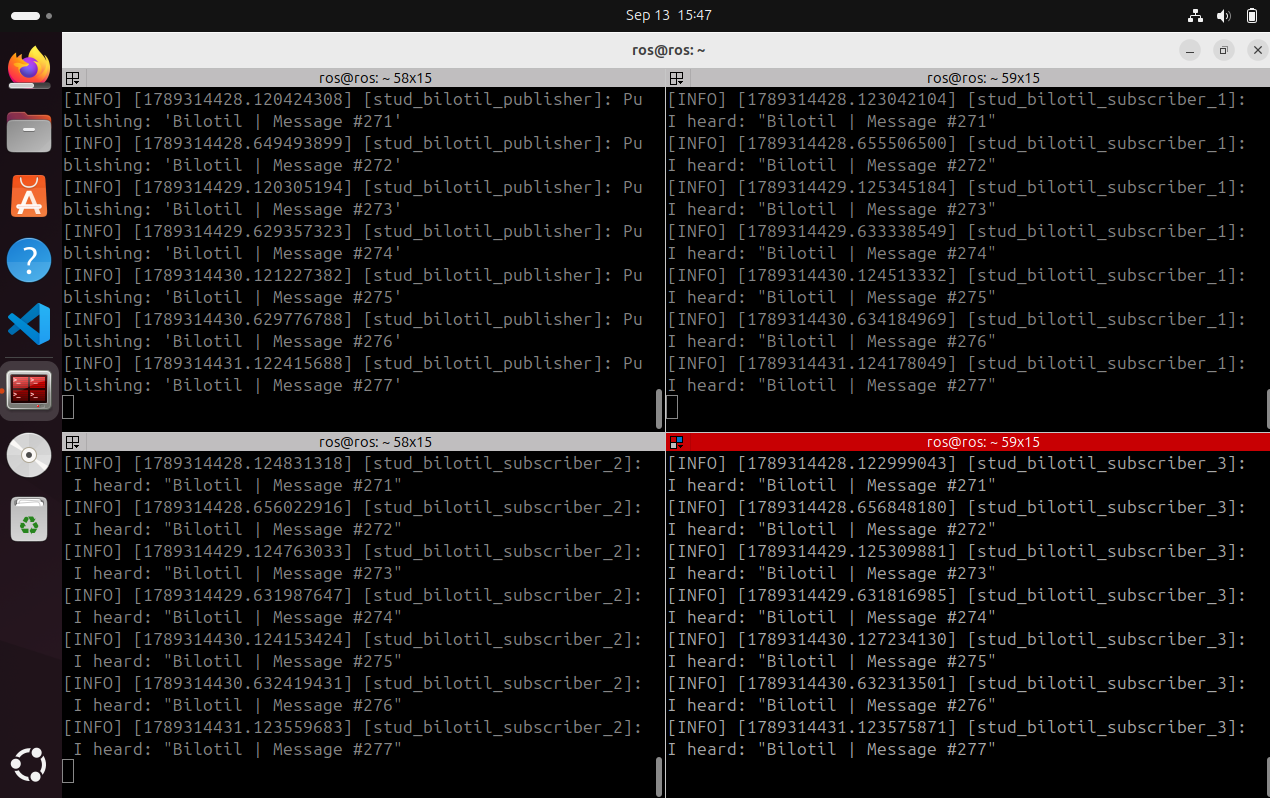 Sep 13 15:47
ros@ros: ~
ros@ros: ~ 58x15
[INFO] [1789314428.120424308] [stud_bilotil_publisher]: Pu
blishing: 'Bilotil | Message #271'
[INFO] [1789314428.649493899] [stud_bilotil_publisher]: Pu
blishing: 'Bilotil | Message #272'
[INFO] [1789314429.120305194] [stud_bilotil_publisher]: Pu
blishing: 'Bilotil | Message #273'
[INFO] [1789314429.629357323] [stud_bilotil_publisher]: Pu
blishing: 'Bilotil | Message #274'
[INFO] [1789314430.121227382] [stud_bilotil_publisher]: Pu
blishing: 'Bilotil | Message #275'
[INFO] [1789314430.629776788] [stud_bilotil_publisher]: Pu
blishing: 'Bilotil | Message #276'
[INFO] [1789314431.122415688] [stud_bilotil_publisher]: Pu
blishing: 'Bilotil | Message #277'
ros@ros: ~ 59x15
[INFO] [1789314428.123042104] [stud_bilotil_subscriber_1]:
I heard: "Bilotil | Message #271"
[INFO] [1789314428.655506500] [stud_bilotil_subscriber_1]:
I heard: "Bilotil | Message #272"
[INFO] [1789314429.125345184] [stud_bilotil_subscriber_1]:
I heard: "Bilotil | Message #273"
[INFO] [1789314429.633338549] [stud_bilotil_subscriber_1]:
I heard: "Bilotil | Message #274"
[INFO] [1789314430.124513332] [stud_bilotil_subscriber_1]:
I heard: "Bilotil | Message #275"
[INFO] [1789314430.634184969] [stud_bilotil_subscriber_1]:
I heard: "Bilotil | Message #276"
[INFO] [1789314431.124178049] [stud_bilotil_subscriber_1]:
I heard: "Bilotil | Message #277"
ros@ros: ~ 58x15
[INFO] [1789314428.124831318] [stud_bilotil_subscriber_2]:
I heard: "Bilotil | Message #271"
[INFO] [1789314428.656022916] [stud_bilotil_subscriber_2]:
I heard: "Bilotil | Message #272"
[INFO] [1789314429.124763033] [stud_bilotil_subscriber_2]:
I heard: "Bilotil | Message #273"
[INFO] [1789314429.631987647] [stud_bilotil_subscriber_2]:
I heard: "Bilotil | Message #274"
[INFO] [1789314430.124153424] [stud_bilotil_subscriber_2]:
I heard: "Bilotil | Message #275"
[INFO] [1789314430.632419431] [stud_bilotil_subscriber_2]:
I heard: "Bilotil | Message #276"
[INFO] [1789314431.123559683] [stud_bilotil_subscriber_2]:
I heard: "Bilotil | Message #277"
ros@ros: ~ 59x15
[INFO] [1789314428.122999043] [stud_bilotil_subscriber_3]:
I heard: "Bilotil | Message #271"
[INFO] [1789314428.656848180] [stud_bilotil_subscriber_3]:
I heard: "Bilotil | Message #272"
[INFO] [1789314429.125309881] [stud_bilotil_subscriber_3]:
I heard: "Bilotil | Message #273"
[INFO] [1789314429.631816985] [stud_bilotil_subscriber_3]:
I heard: "Bilotil | Message #274"
[INFO] [1789314430.127234130] [stud_bilotil_subscriber_3]:
I heard: "Bilotil | Message #275"
[INFO] [1789314430.632313501] [stud_bilotil_subscriber_3]:
I heard: "Bilotil | Message #276"
[INFO] [1789314431.123575871] [stud_bilotil_subscriber_3]:
I heard: "Bilotil | Message #277"